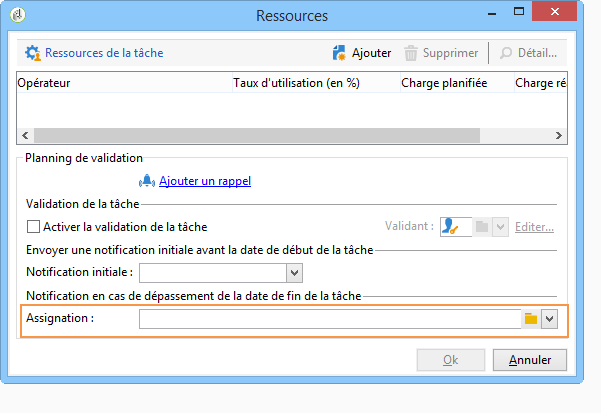 Ressources
Ressources de la tâche Ajouter Supprimer Détail...
Opérateur Taux d'utilisation (en %) Charge planifiée Charge ré
Planning de validation
Ajouter un rappel
Validation de la tâche
Activer la validation de la tâche Validant : Editer...
Envoyer une notification initiale avant la date de début de la tâche
Notification initiale :
Notification en cas de dépassement de la date de fin de la tâche
Assignation :
Ok Annuler